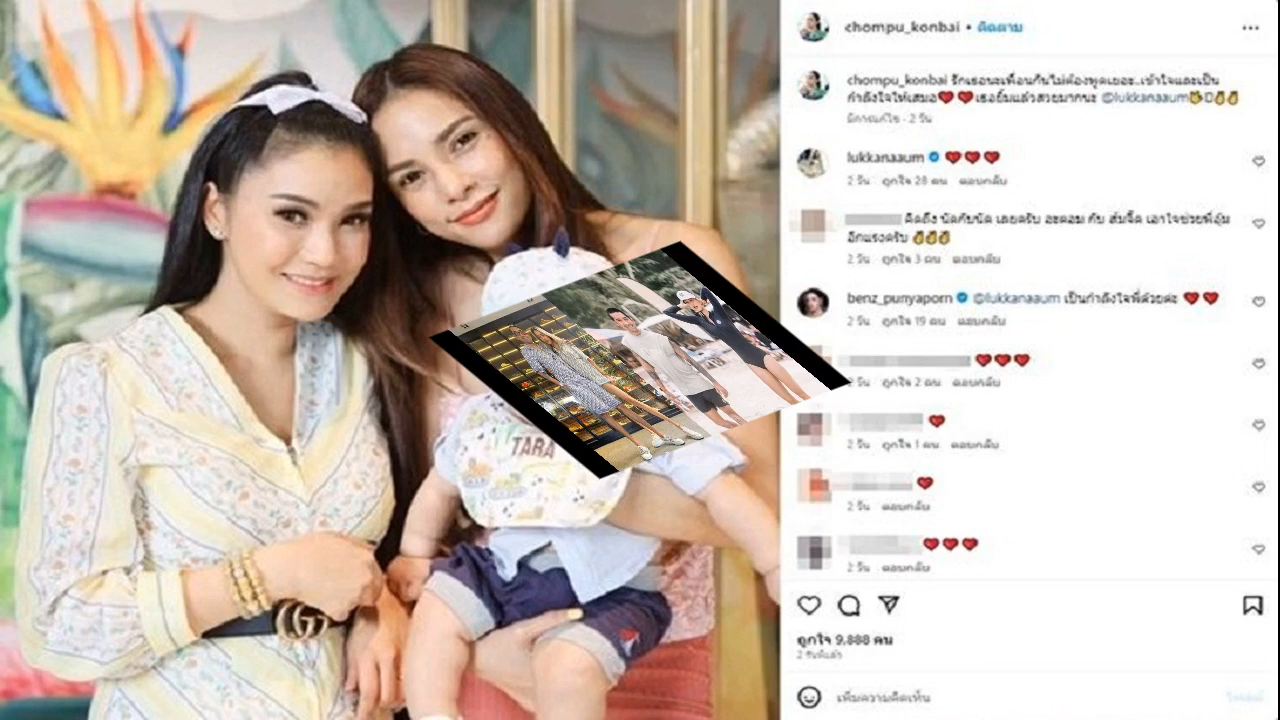 chompu_konbai • ติดตาม
chompu_konbai รักเธอนะเพื่อนกันไม่ต้องพูดเยอะ..เข้าใจและเป็น
กำลังใจให้เสมอ❤️ ❤️เธอยิ้มแล้วสวยมากนะ @lukkanaaum
มีการแก้ไข · 2 วัน
lukkanaaum ❤️❤️❤️
2 วัน ถูกใจ 28 คน ตอบกลับ
คิดถึง นัดกับนัด เลยครับ อะตอม กับ ส้มจี๊ด เอาใจช่วยพี่อุ้ม
อีกแรงครับ
2 วัน ถูกใจ 3 คน ตอบกลับ
benz_punyaporn @lukkanaaum เป็นกำลังใจพี่ด้วยค่ะ ❤️ ❤️
2 วัน ถูกใจ 19 คน ตอบกลับ
❤️❤️❤️
2 วัน ถูกใจ 2 คน ตอบกลับ
❤️
2 วัน ถูกใจ 1 คน ตอบกลับ
❤️
2 วัน ตอบกลับ
❤️❤️❤️
2 วัน ตอบกลับ
ถูกใจ 9,888 คน
2 วันที่แล้ว
เพิ่มความคิดเห็น
TARA